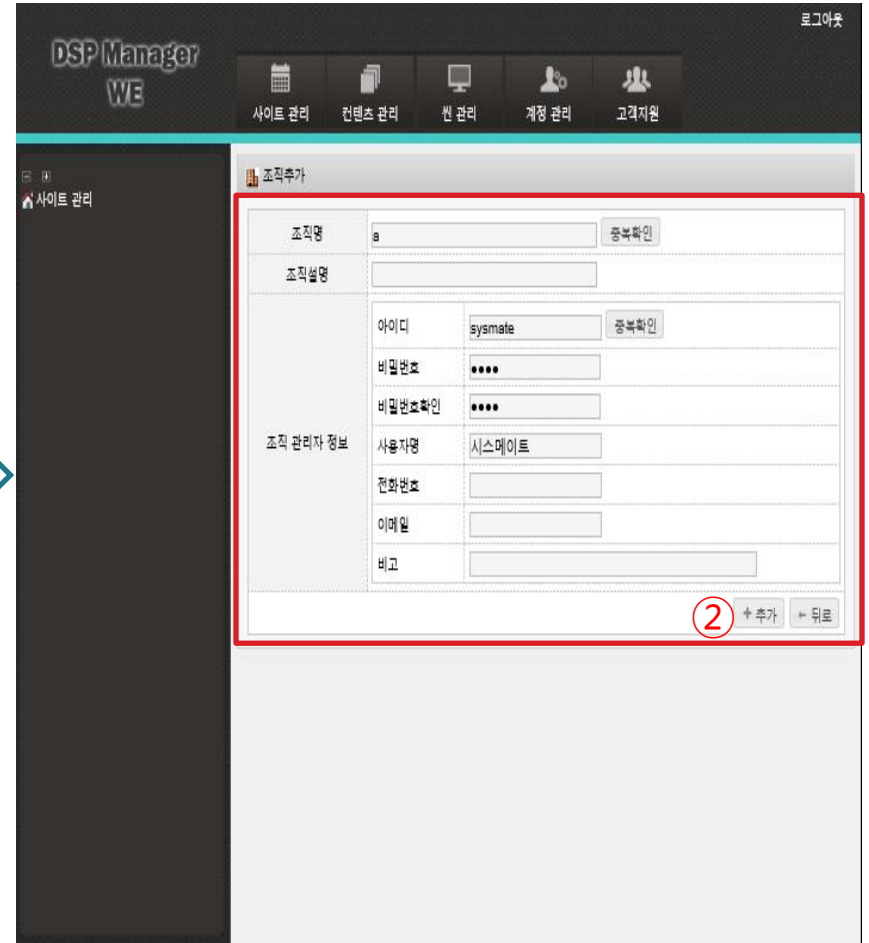 로그아웃
DSP Manager
WE
사이트 관리 컨텐츠 관리 씬 관리 계정 관리 고객지원
사이트 관리
조직추가
조직명 a 중복확인
조직설명
조직 관리자 정보
아이디 sysmate 중복확인
비밀번호 ••••
비밀번호확인 ••••
사용자명 시스메이트
전화번호
이메일
비고
② + 추가 ← 뒤로